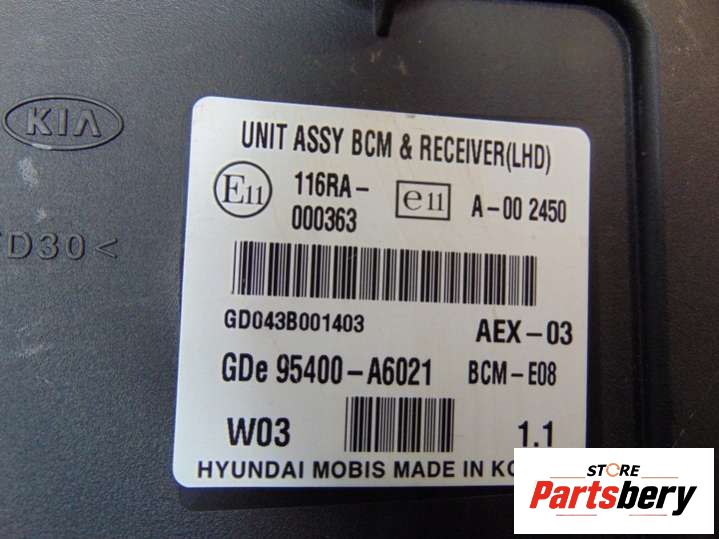 KIA
D30<
UNIT ASSY BCM & RECEIVER(LHD)
E11 116RA- e11 A-00 2450
000363
GD043B001403 AEX-03
GDe 95400-A6021 BCM-E08
W03 1.1
HYUNDAI MOBIS MADE IN
STORE
Partsbery